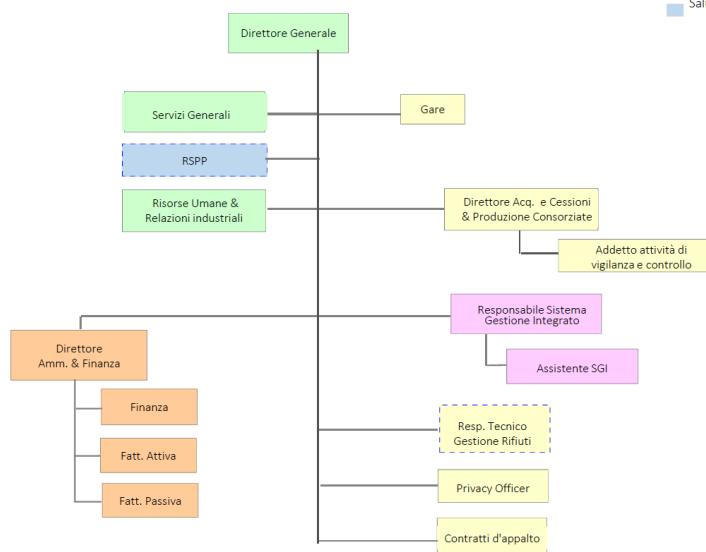 Direttore Generale
Servizi Generali
Gare
RSPP
Risorse Umane &
Relazioni industriali
Direttore Acq. e Cessioni
& Produzione Consorziate
Addetto attività di
vigilanza e controllo
Responsabile Sistema
Gestione Integrato
Direttore
Amm. & Finanza
Assistente SGI
Finanza
Resp. Tecnico
Gestione Rifiuti
Fatt. Attiva
Privacy Officer
Fatt. Passiva
Contratti d'appalto